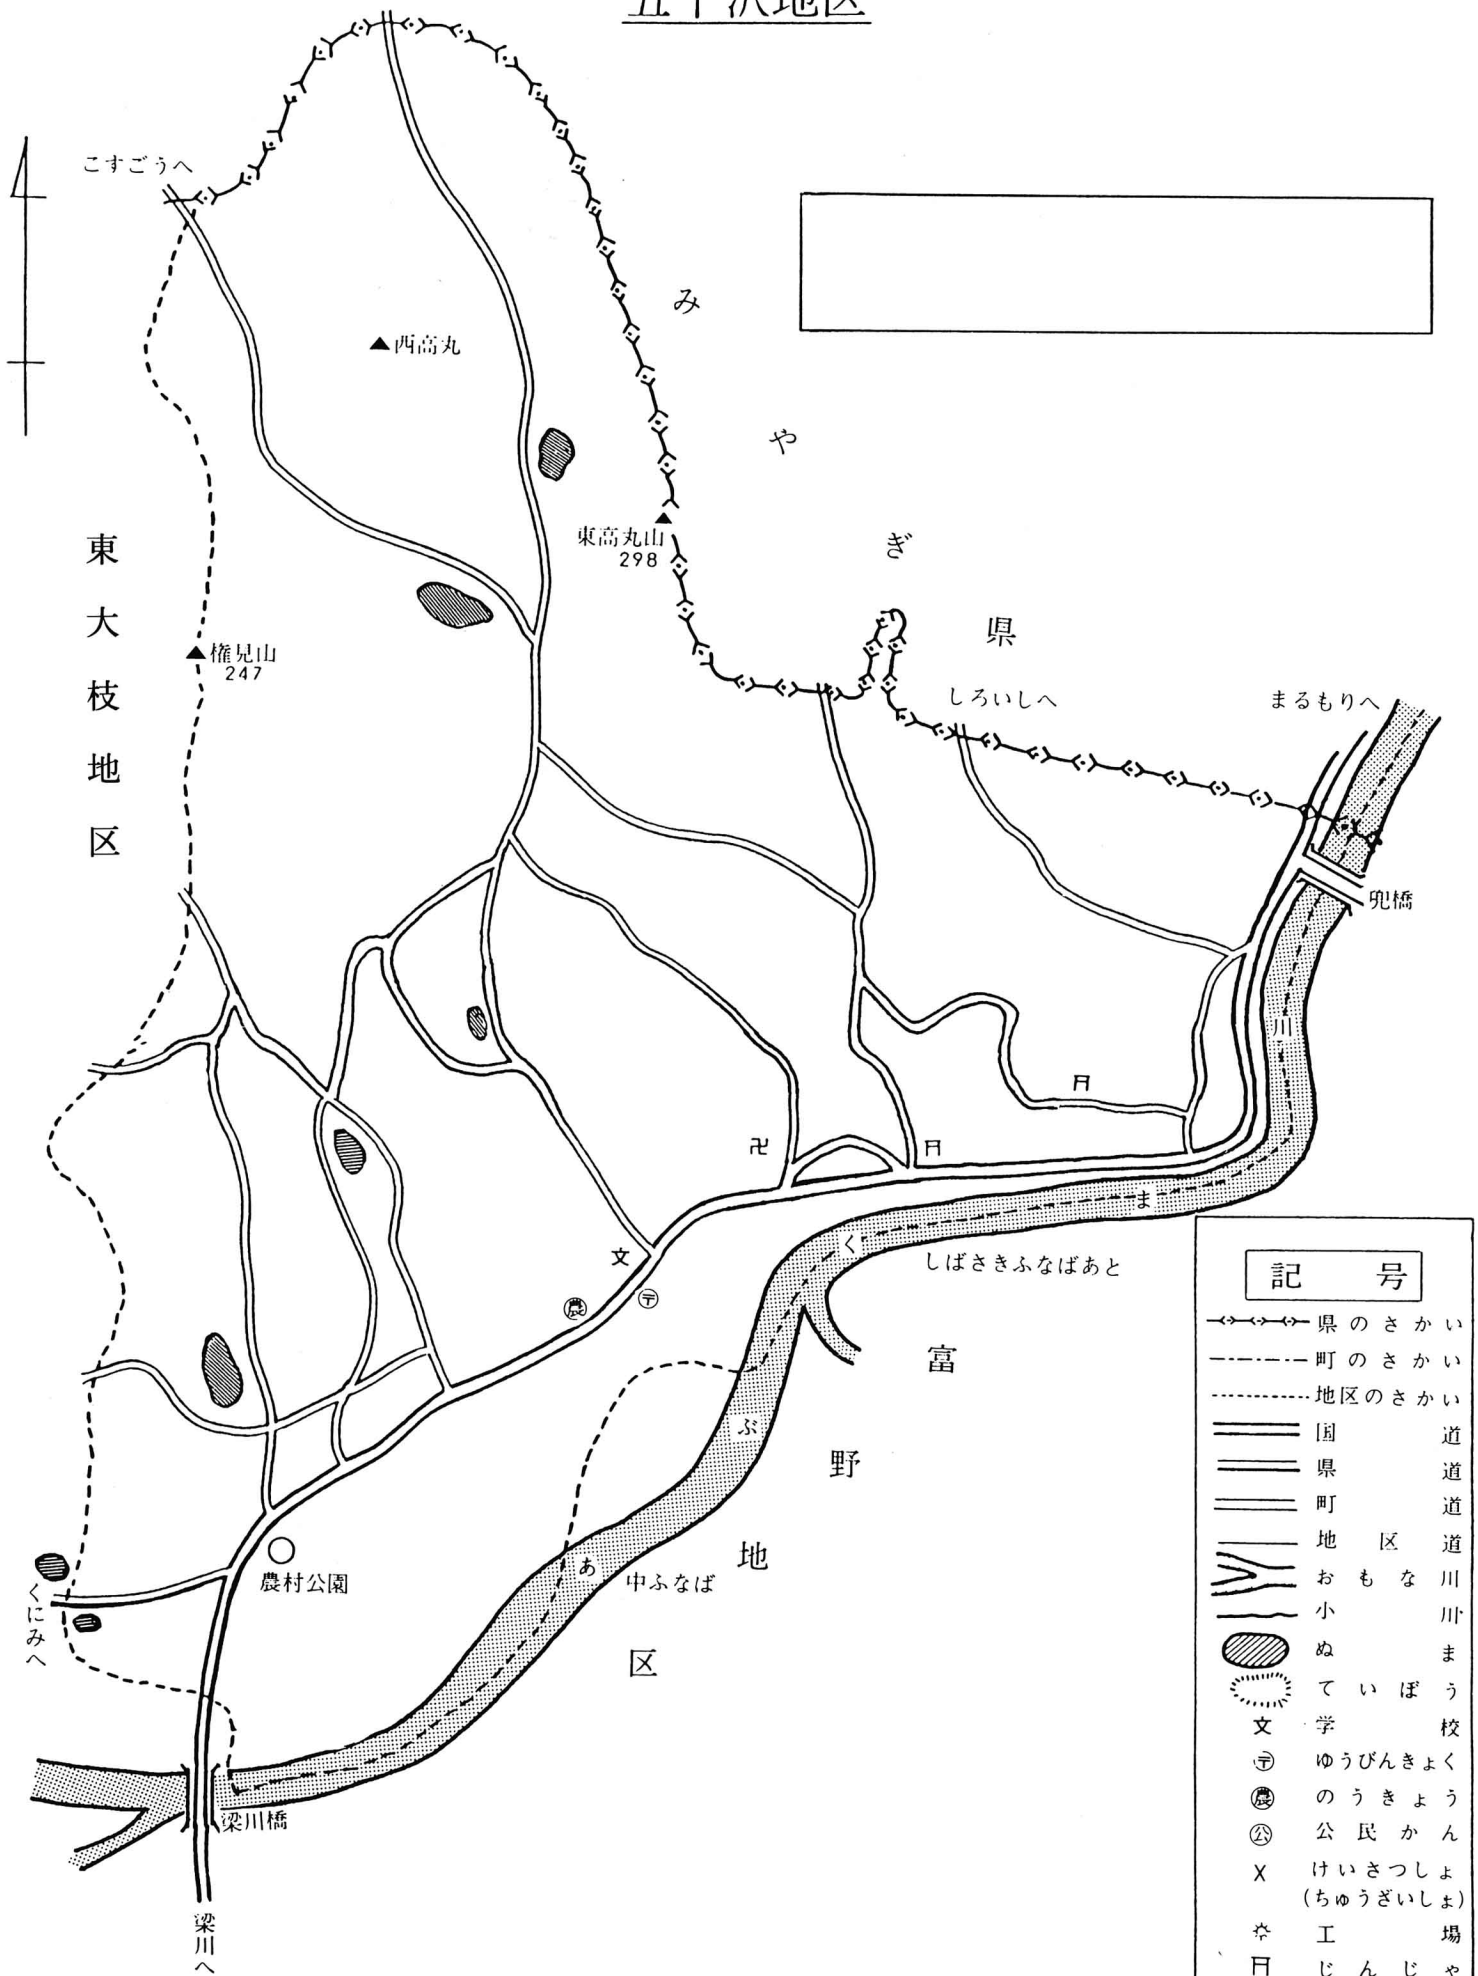 五十沢地区
こすごうへ
西高丸
東高丸山
298
権見山
247
東大枝地区
みやぎ県
しろいしへ
まるもりへ
兜橋
あぶくま川
しばさきふなばあと
富野地区
中ふなば
文
農
〒
卍
農村公園
くにみへ
梁川橋
梁川へ
記号
県のさかい
町のさかい
地区のさかい
国道
県道
町道
地区道
おもな川
小川
ぬま
ていぼう
文 学校
〒 ゆうびんきょく
農 のうきょう
公 公民かん
X けいさつしょ
(ちゅうざいしょ)
工場
じんじゃ